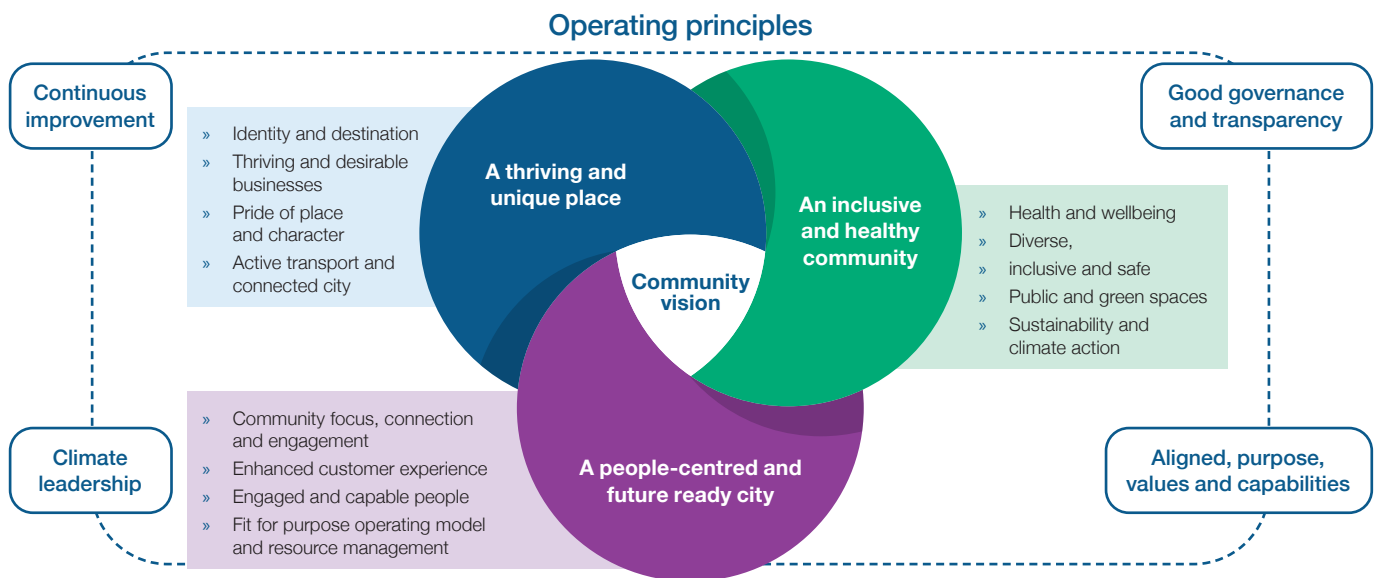 Operating principles
Continuous
improvement
Good governance
and transparency
» Identity and destination
» Thriving and desirable
businesses
» Pride of place
and character
» Active transport and
connected city
A thriving and
unique place
An inclusive
and healthy
community
» Health and wellbeing
» Diverse,
» inclusive and safe
» Public and green spaces
» Sustainability and
climate action
Community
vision
» Community focus, connection
and engagement
» Enhanced customer experience
» Engaged and capable people
» Fit for purpose operating model
and resource management
A people-centred and
future ready city
Climate
leadership
Aligned, purpose,
values and capabilities